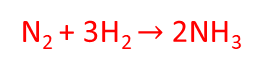 N₂ + 3H₂ → 2NH₃